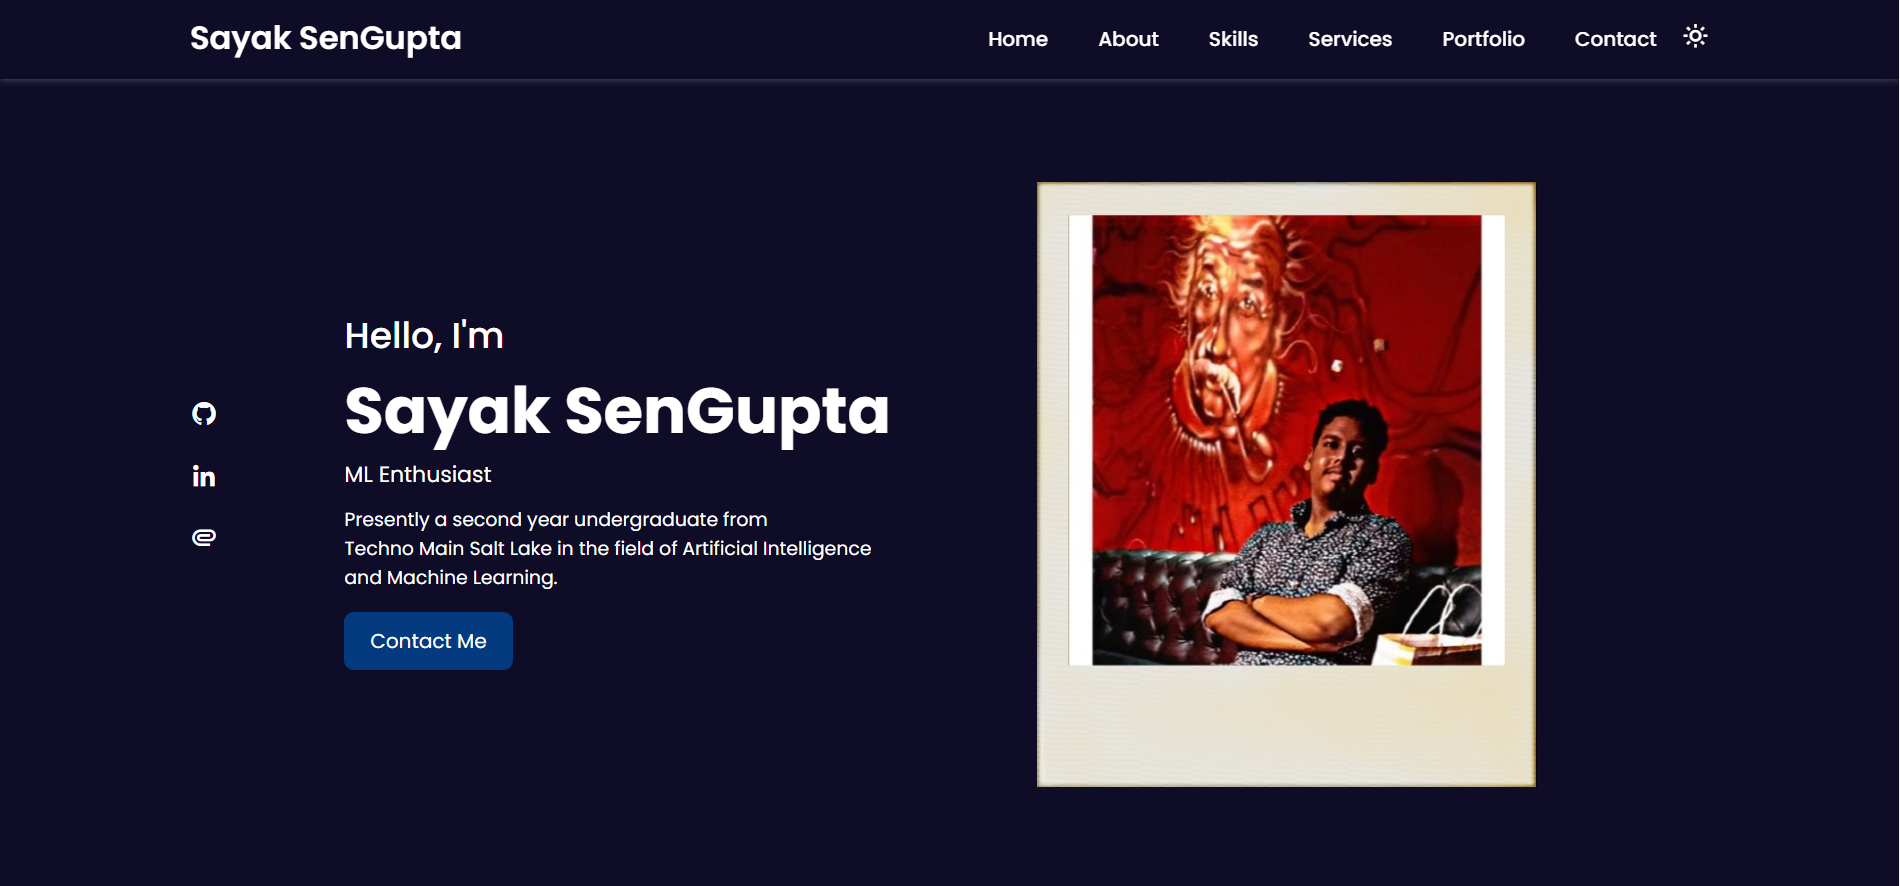 Sayak SenGupta
Home About Skills Services Portfolio Contact
Hello, I'm
Sayak SenGupta
ML Enthusiast
Presently a second year undergraduate from
Techno Main Salt Lake in the field of Artificial Intelligence
and Machine Learning.
Contact Me